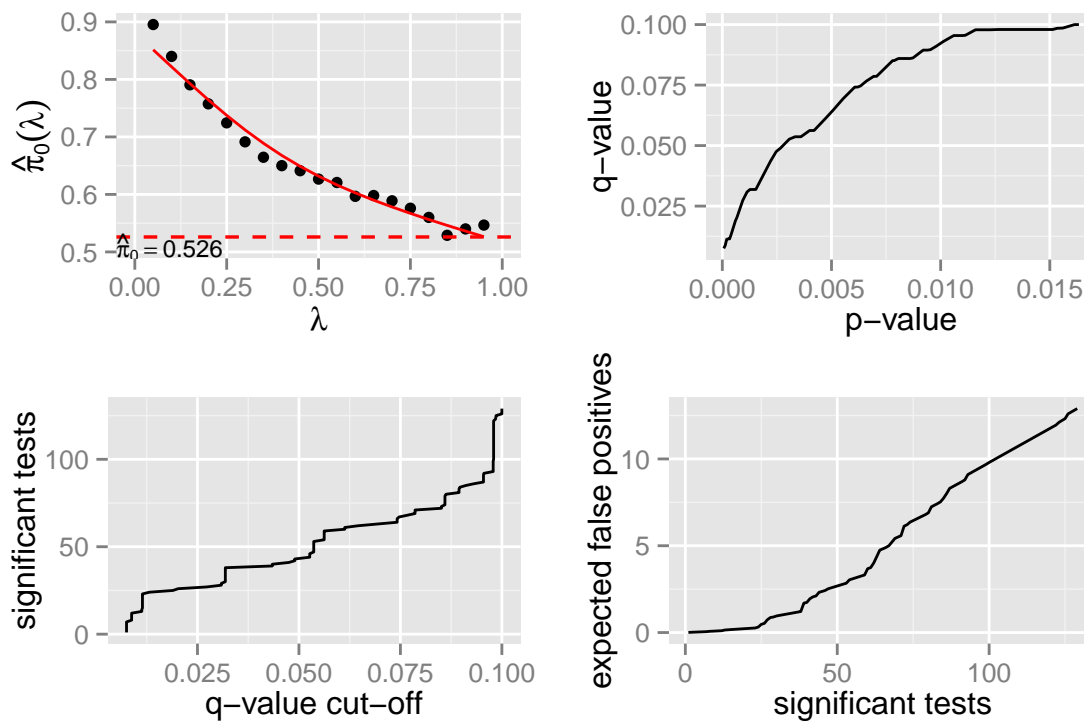 0.9
0.8
0.7
0.6
0.5
π̂₀(λ)
π̂₀ = 0.526
0.00 0.25 0.50 0.75 1.00
λ
0.100
0.075
0.050
0.025
q−value
0.000 0.005 0.010 0.015
p−value
100
50
0
significant tests
0.025 0.050 0.075 0.100
q−value cut−off
10
5
0
expected false positives
0 50 100
significant tests